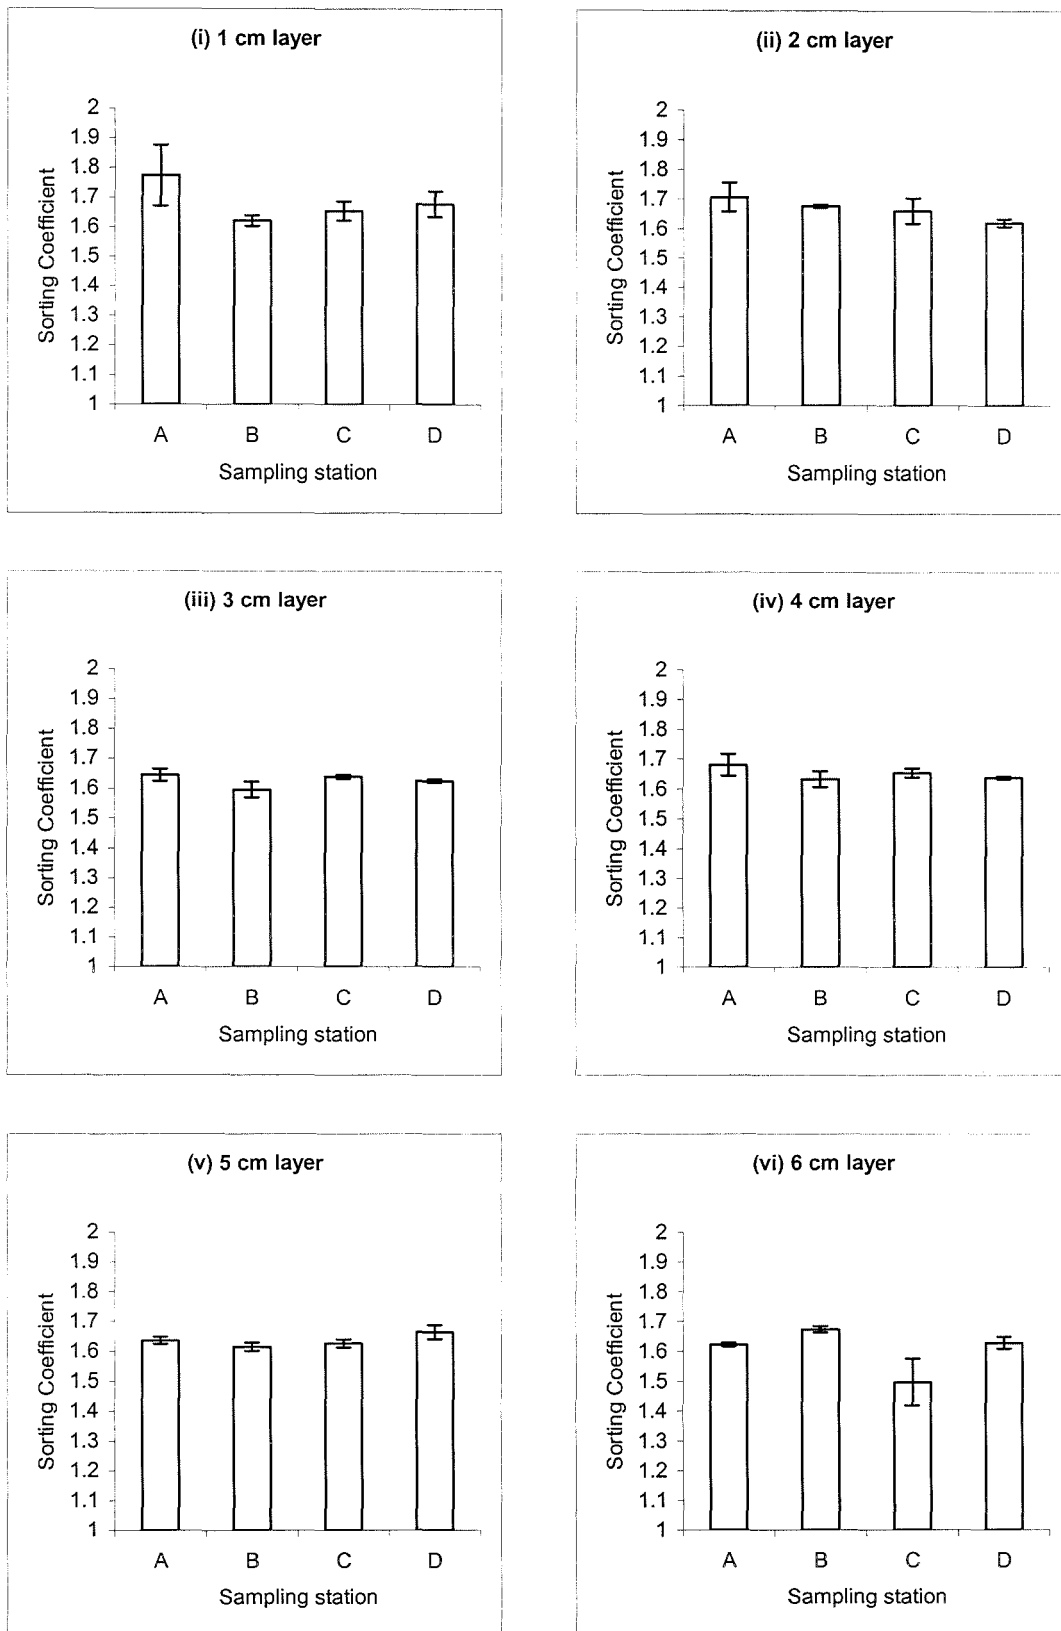 (i) 1 cm layer
2
1.9
1.8
1.7
1.6
1.5
1.4
1.3
1.2
1.1
1
Sorting Coefficient
A B C D
Sampling station
(ii) 2 cm layer
2
1.9
1.8
1.7
1.6
1.5
1.4
1.3
1.2
1.1
1
Sorting Coefficient
A B C D
Sampling station
(iii) 3 cm layer
2
1.9
1.8
1.7
1.6
1.5
1.4
1.3
1.2
1.1
1
Sorting Coefficient
A B C D
Sampling station
(iv) 4 cm layer
2
1.9
1.8
1.7
1.6
1.5
1.4
1.3
1.2
1.1
1
Sorting Coefficient
A B C D
Sampling station
(v) 5 cm layer
2
1.9
1.8
1.7
1.6
1.5
1.4
1.3
1.2
1.1
1
Sorting Coefficient
A B C D
Sampling station
(vi) 6 cm layer
2
1.9
1.8
1.7
1.6
1.5
1.4
1.3
1.2
1.1
1
Sorting Coefficient
A B C D
Sampling station